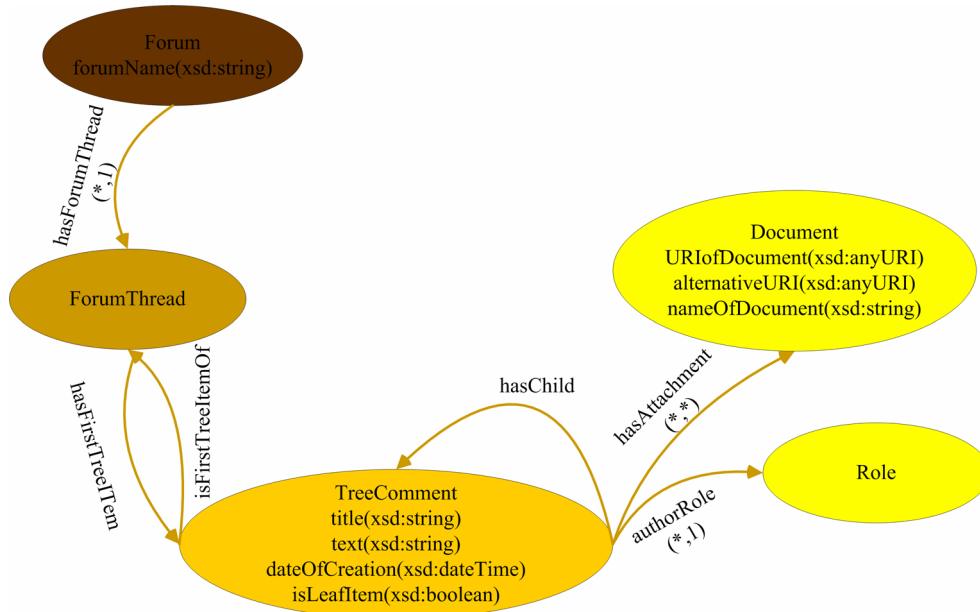 Forum
forumName(xsd:string)
hasForumThread
(*,1)
ForumThread
hasFirstTreeITem
isFirstTreeItemOf
hasChild
TreeComment
title(xsd:string)
text(xsd:string)
dateOfCreation(xsd:dateTime)
isLeafItem(xsd:boolean)
hasAttachment
(*,*)
Document
URIofDocument(xsd:anyURI)
alternativeURI(xsd:anyURI)
nameOfDocument(xsd:string)
authorRole
(*,1)
Role